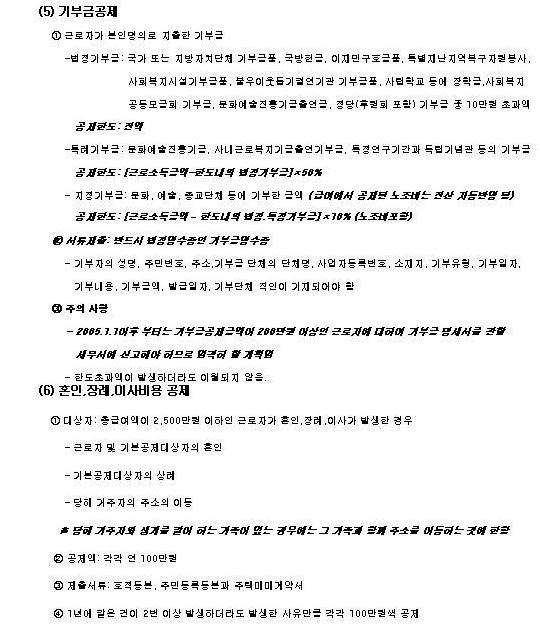 (5) 기부금공제
① 근로자가 본인명의로 지출한 기부금
-법정기부금: 국가 또는 지방자치단체 기부금품, 국방헌금, 이재민구호금품, 특별재난지역복구자원봉사,
사회복지시설기부금품, 불우이웃돕기결연기관 기부금품, 사립학교 등에 장학금,사회복지
공동모금회 기부금, 문화예술진흥기금출연금, 정당(후원회 포함) 기부금 중 10만원 초과액
공제한도: 전액
-특례기부금: 문화예술진흥기금, 사내근로복지기금출연기부금, 특정연구기관과 독립기념관 등의 기부금
공제한도: [근로소득금액-한도내의 법정기부금]×50%
- 지정기부금: 문화, 예술, 종교단체 등에 기부한 금액 (급여에서 공제된 노조비는 전산 자동반영 됨)
공제한도: [근로소득금액 - 한도내의 법정.특정기부금]×10% (노조비포함)
② 서류제출: 반드시 법정영수증인 기부금영수증
- 기부자의 성명, 주민번호, 주소,기부금 단체의 단체명, 사업자등록번호, 소재지, 기부유형, 기부일자,
기부내용, 기부금액, 발급일자, 기부단체 직인이 기재되어야 함
③ 주의 사항
- 2005.1.1이후 부터는 기부금공제금액이 200만원 이상인 근로자에 대하여 기부금 명세서를 관할
세무서에 신고해야 하므로 엄격히 할 계획임
- 한도초과액이 발생하더라도 이월되지 않음.
(6) 혼인,장례,이사비용 공제
① 대상자: 총급여액이 2,500만원 이하인 근로자가 혼인,장례,이사가 발생한 경우
- 근로자 및 기본공제대상자의 혼인
- 기본공제대상자의 장례
- 당해 거주자의 주소의 이동
※ 당해 거주자와 생계를 같이 하는 가족이 있는 경우에는 그 가족과 함께 주소를 이동하는 것에 한함
② 공제액: 각각 연 100만원
③ 제출서류: 호적등본, 주민등록등본과 주택매매계약서
④ 1년에 같은 건이 2번 이상 발생하더라도 발생한 사유만큼 각각 100만원씩 공제